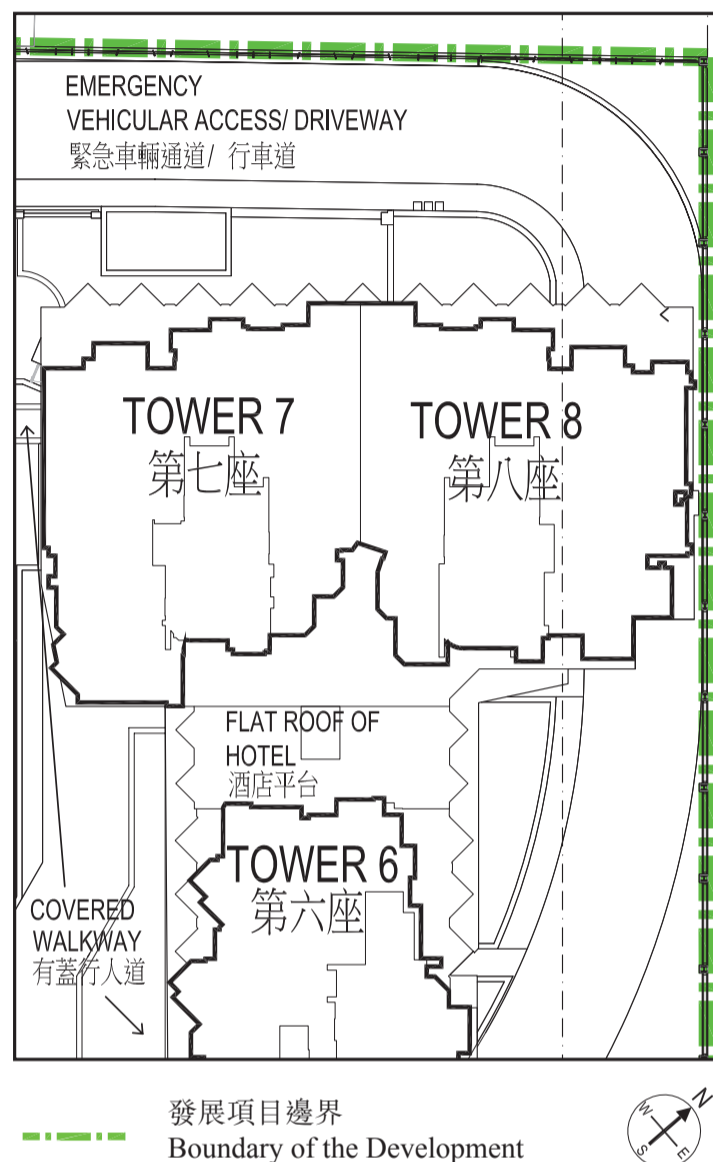 EMERGENCY
VEHICULAR ACCESS/ DRIVEWAY
緊急車輛通道/ 行車道
TOWER 7
第七座
TOWER 8
第八座
FLAT ROOF OF
HOTEL
酒店平台
TOWER 6
第六座
COVERED
WALKWAY
有蓋行人道
發展項目邊界
Boundary of the Development
N
W
S
E